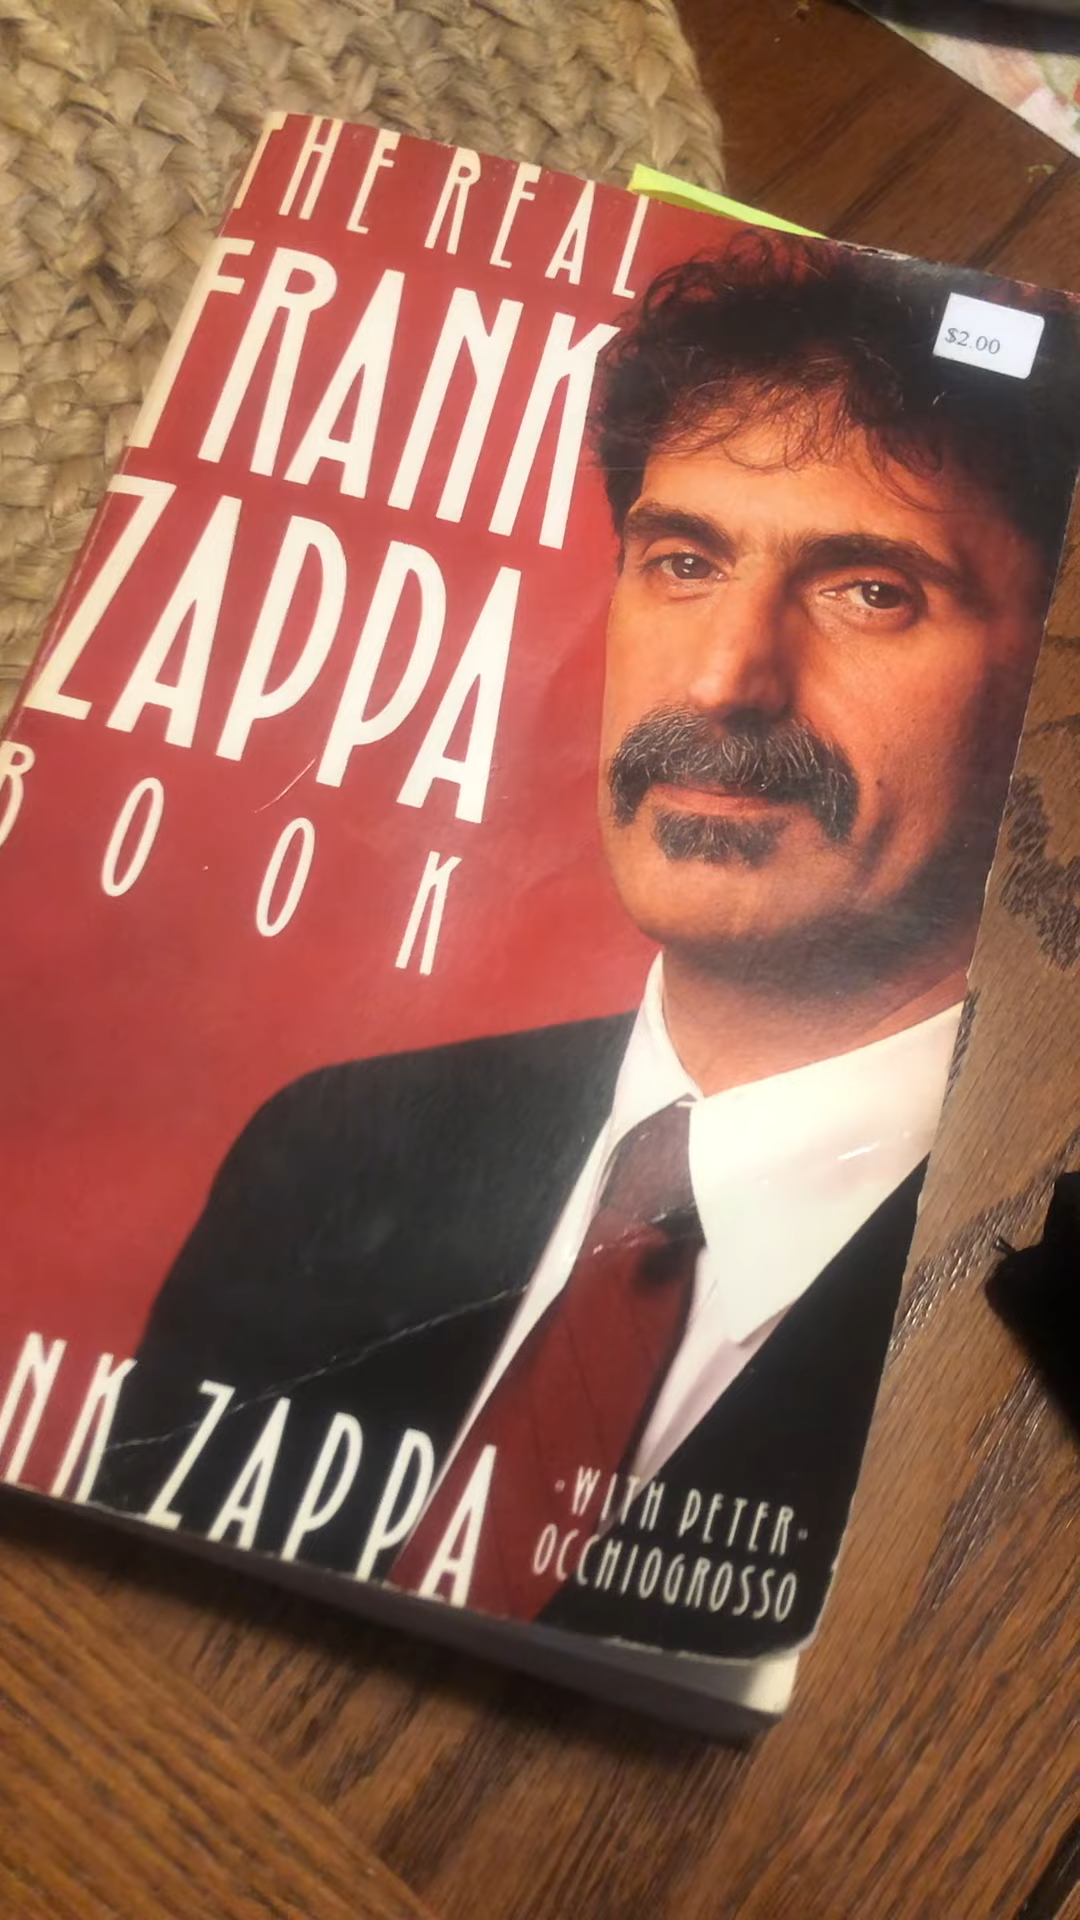 THE REAL
FRANK
ZAPPA
BOOK
$2.00
NK ZAPPA
·WITH PETER·
OCCHIOGROSSO